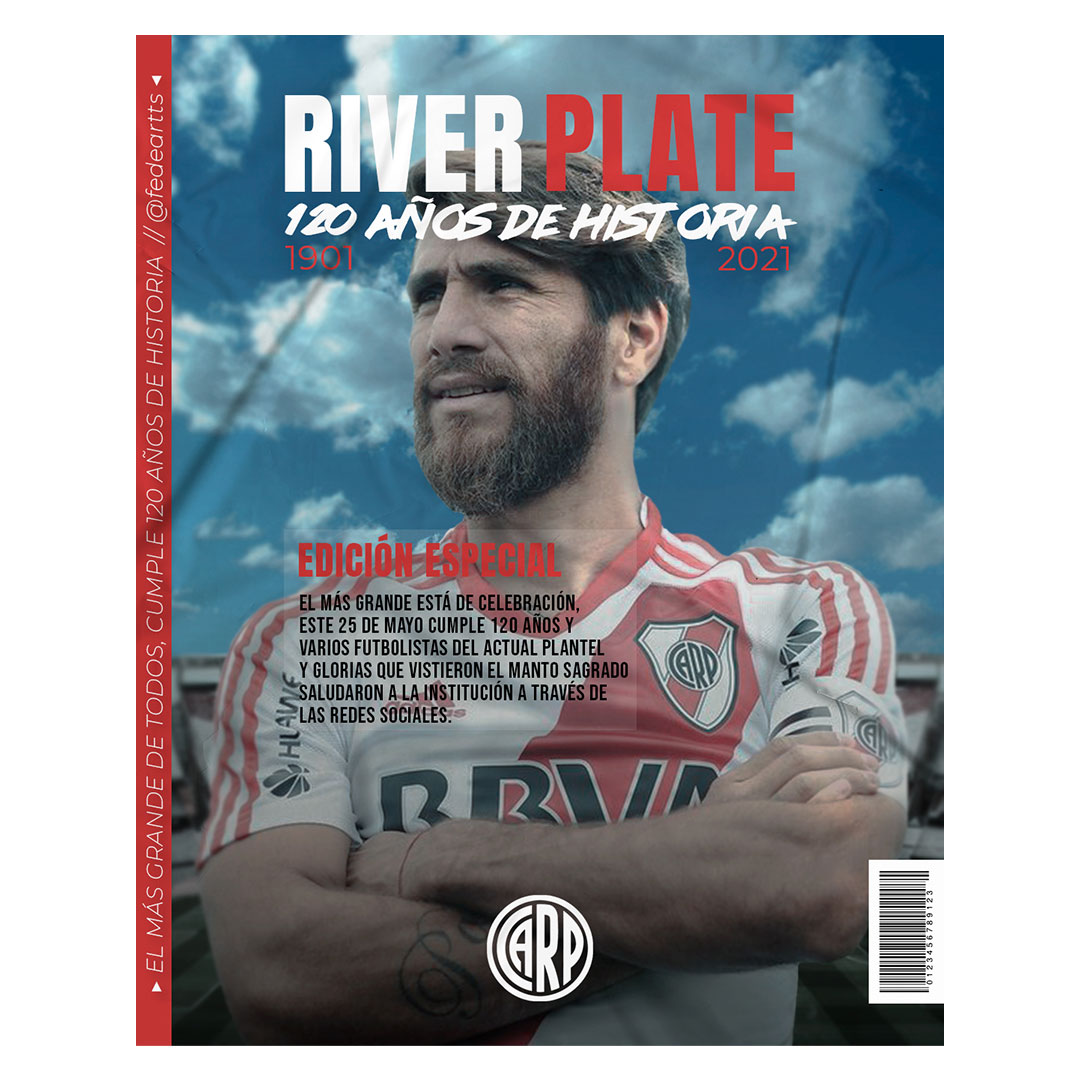 RIVER PLATE
120 AÑOS DE HISTORIA
1901
2021
EL MÁS GRANDE DE TODOS, CUMPLE 120 AÑOS DE HISTORIA // @fedeartts
EDICIÓN ESPECIAL
EL MÁS GRANDE ESTÁ DE CELEBRACIÓN,
ESTE 25 DE MAYO CUMPLE 120 AÑOS Y
VARIOS FUTBOLISTAS DEL ACTUAL PLANTEL
Y GLORIAS QUE VISTIERON EL MANTO SAGRADO
SALUDARON A LA INSTITUCIÓN A TRAVÉS DE
LAS REDES SOCIALES.
CARP
HUAWE
adidas
BBVA
CARP
CARP
0123456789123